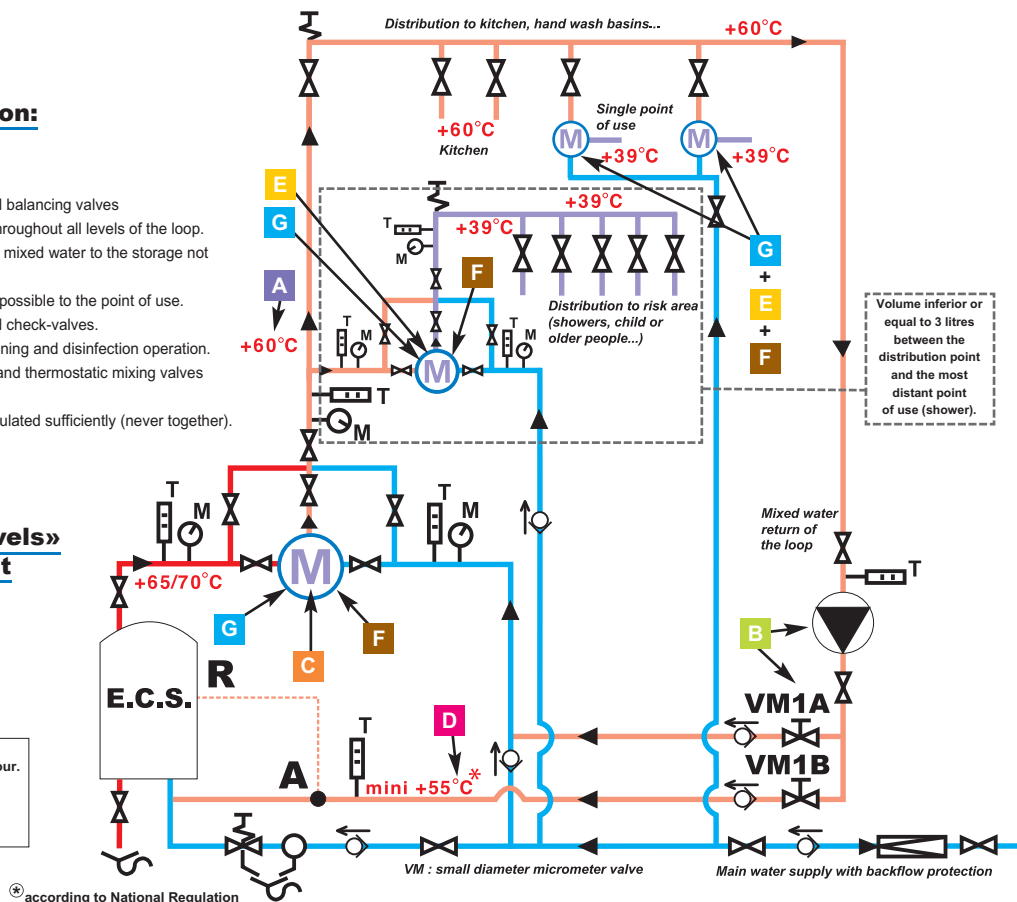 Distribution to kitchen, hand wash basins...
+60°C
on:
+60°C
Kitchen
Single point
of use
M
M
+39°C
+39°C
l balancing valves
hroughout all levels of the loop.
mixed water to the storage not
possible to the point of use.
d check-valves.
ning and disinfection operation.
and thermostatic mixing valves
ulated sufficiently (never together).
E
G
A
+60°C
+39°C
+39°C
T
M
F
Distribution to risk area
(showers, child or
older people...)
T
M
M
T
M
T
M
G
+
E
+
F
Volume inferior or
equal to 3 litres
between the
distribution point
and the most
distant point
of use (shower).
vels»
t
T
M
T
M
+65/70°C
M
G
C
F
Mixed water
return of
the loop
T
B
E.C.S.
R
VM1A
VM1B
D
T
A
mini +55°C*
our.
VM : small diameter micrometer valve
Main water supply with backflow protection
* according to National Regulation